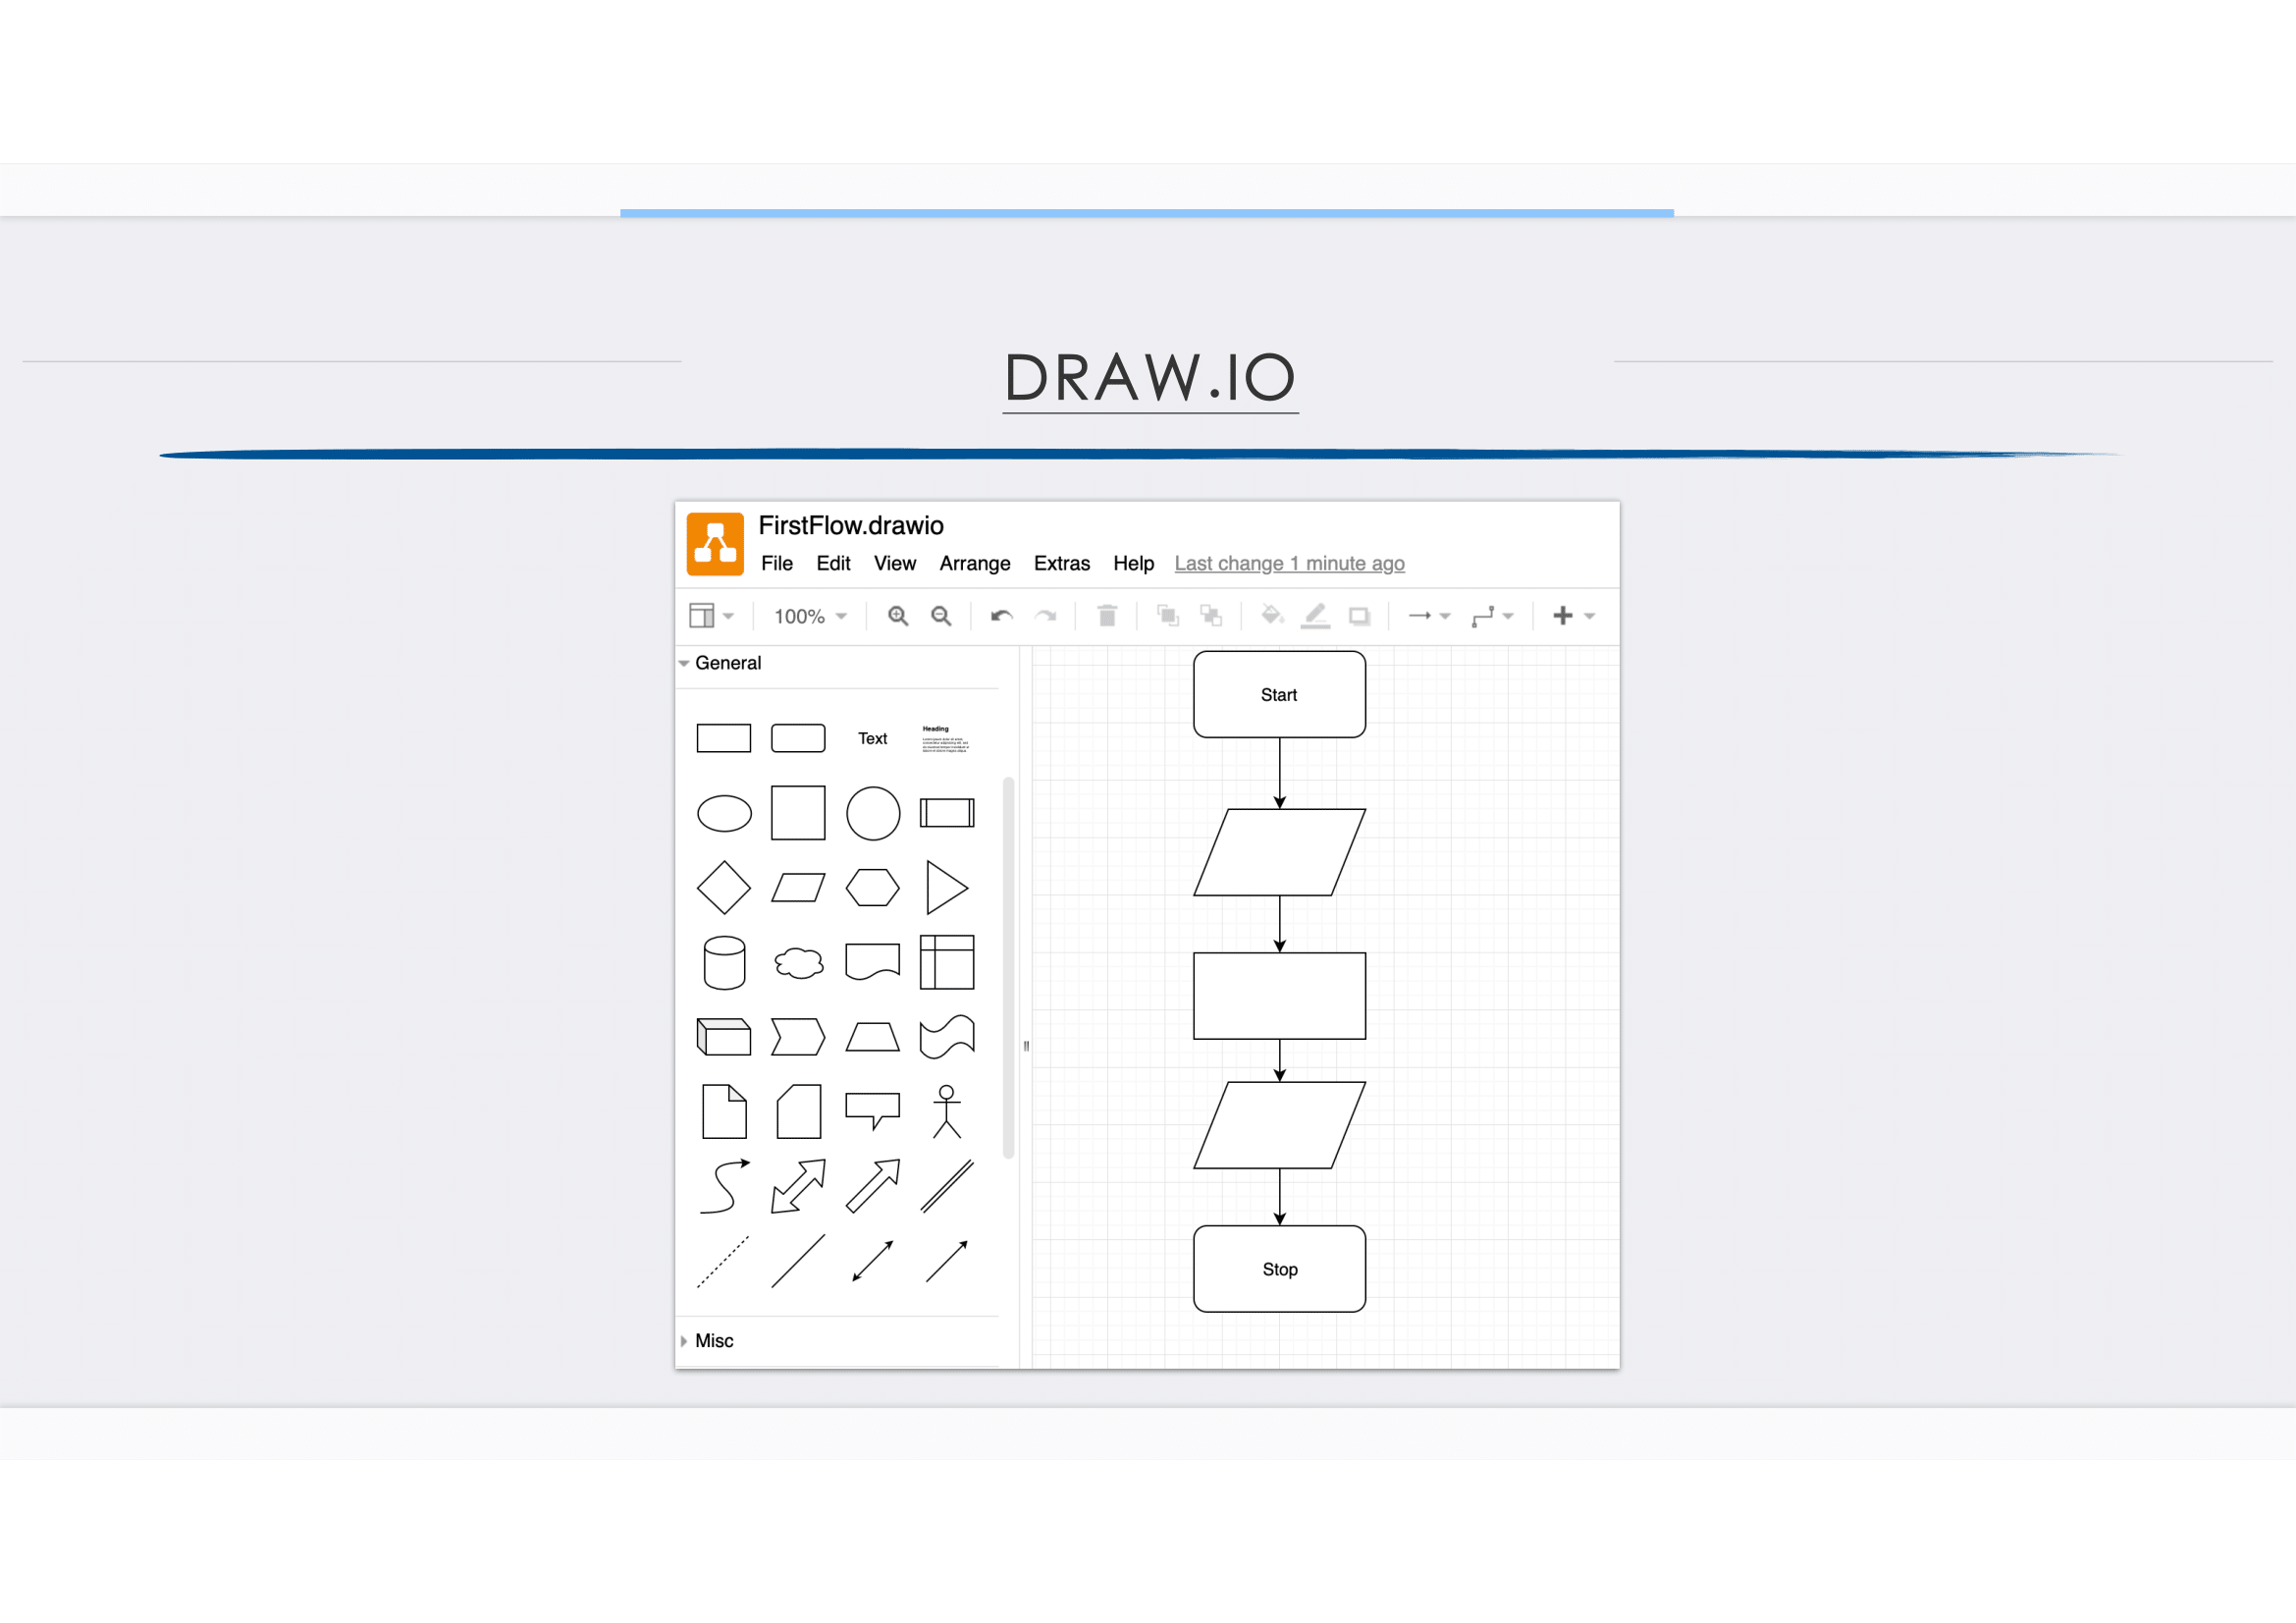 DRAW.IO
FirstFlow.drawio
File Edit View Arrange Extras Help Last change 1 minute ago
100%
General
Text
Heading
Start
Stop
Misc